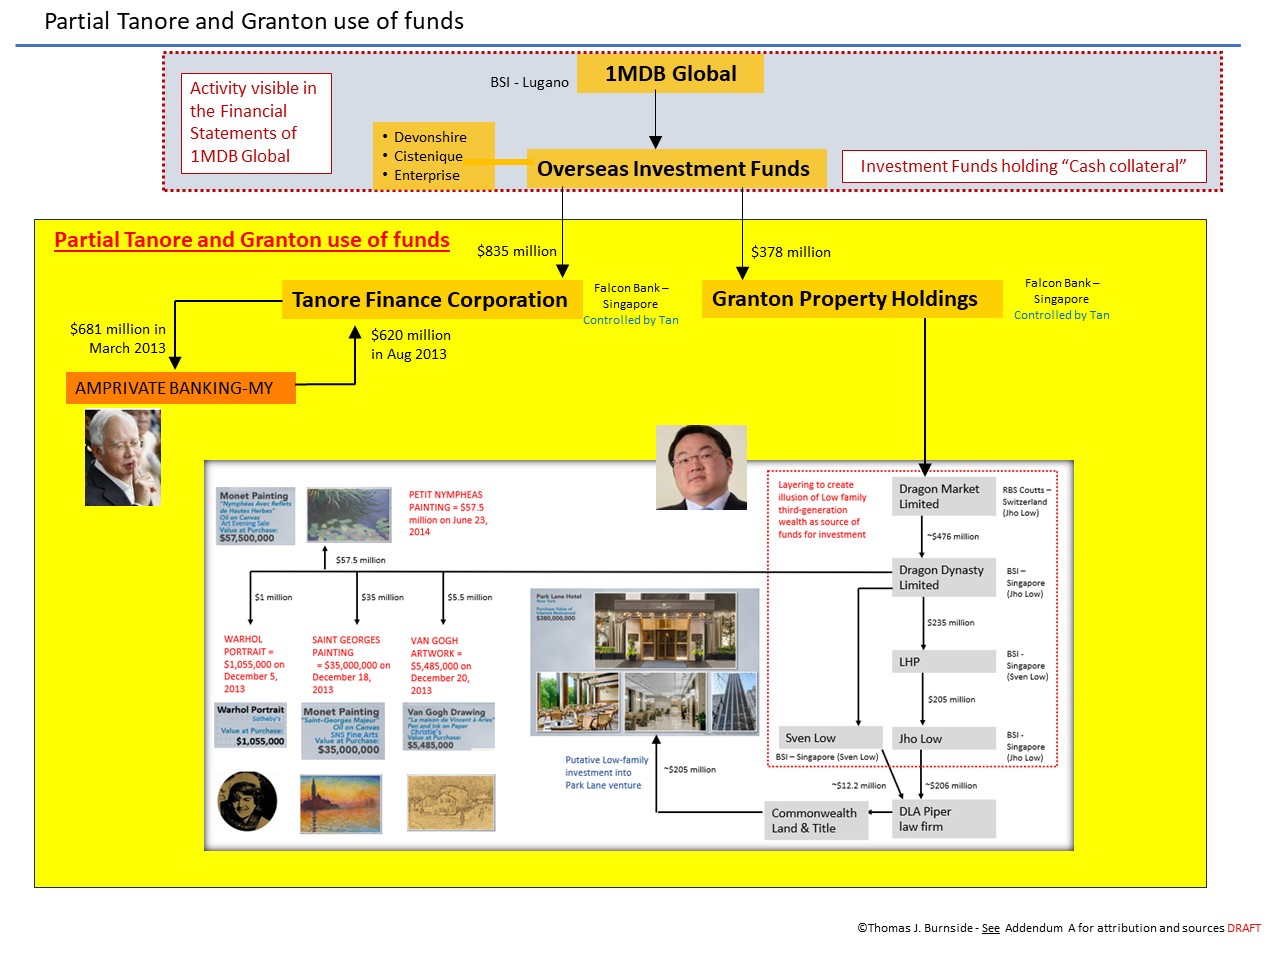 Partial Tanore and Granton use of funds
Activity visible in
the Financial
Statements of
1MDB Global
BSI - Lugano
1MDB Global
• Devonshire
• Cistenique
• Enterprise
Overseas Investment Funds
Investment Funds holding “Cash collateral”
Partial Tanore and Granton use of funds
$835 million
$378 million
Tanore Finance Corporation
Falcon Bank –
Singapore
Controlled by Tan
Granton Property Holdings
Falcon Bank –
Singapore
Controlled by Tan
$681 million in
March 2013
$620 million
in Aug 2013
AMPRIVATE BANKING-MY
Monet Painting
"Nymphéas Avec Reflets
de Hautes Herbes"
Oil on Canvas
Art Evening Sale
Value at Purchase:
$57,500,000
PETIT NYMPHEAS
PAINTING = $57.5
million on June 23,
2014
$57.5 million
Layering to create
illusion of Low family
third-generation
wealth as source of
funds for investment
Dragon Market
Limited
RBS Coutts –
Switzerland
(Jho Low)
~$476 million
Dragon Dynasty
Limited
BSI –
Singapore
(Jho Low)
$1 million
$35 million
$5.5 million
$235 million
WARHOL
PORTRAIT =
$1,055,000 on
December 5,
2013
SAINT GEORGES
PAINTING
= $35,000,000 on
December 18,
2013
VAN GOGH
ARTWORK =
$5,485,000 on
December 20,
2013
Park Lane Hotel
New York
Purchase Value of
Interest Restrained:
$380,000,000
LHP
BSI -
Singapore
(Sven Low)
$205 million
Warhol Portrait
Sotheby's
Value at Purchase:
$1,055,000
Monet Painting
"Saint-Georges Majeur"
Oil on Canvas
SNS Fine Arts
Value at Purchase:
$35,000,000
Van Gogh Drawing
"La maison de Vincent à Arles"
Pen and Ink on Paper
Christie's
Value at Purchase:
$5,485,000
Sven Low
BSI – Singapore (Sven Low)
Jho Low
BSI -
Singapore
(Jho Low)
Putative Low-family
investment into
Park Lane venture
~$205 million
~$12.2 million
~$206 million
Commonwealth
Land & Title
DLA Piper
law firm
©Thomas J. Burnside - See Addendum A for attribution and sources DRAFT